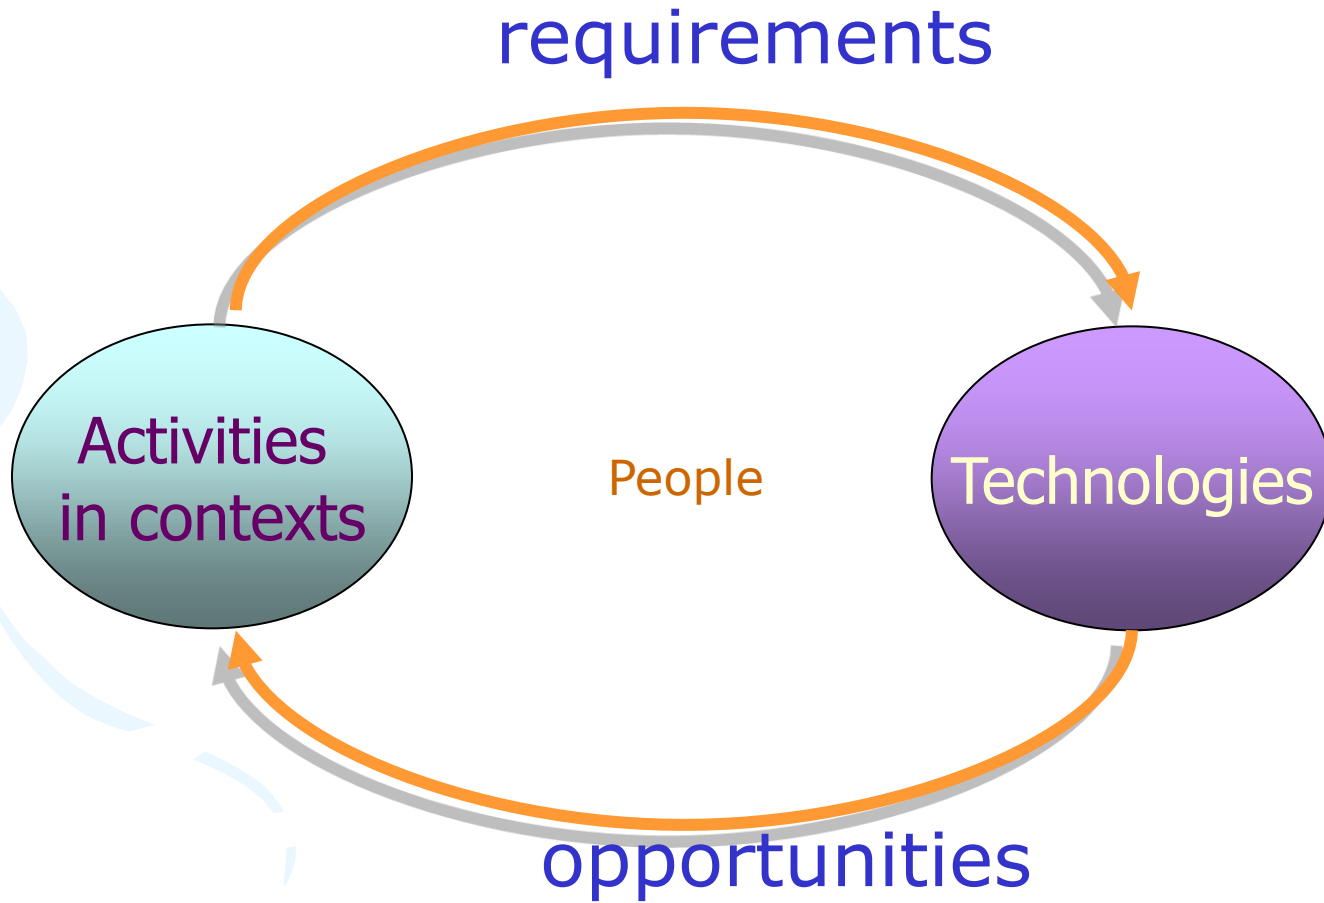 requirements
Activities
in contexts
People
Technologies
opportunities